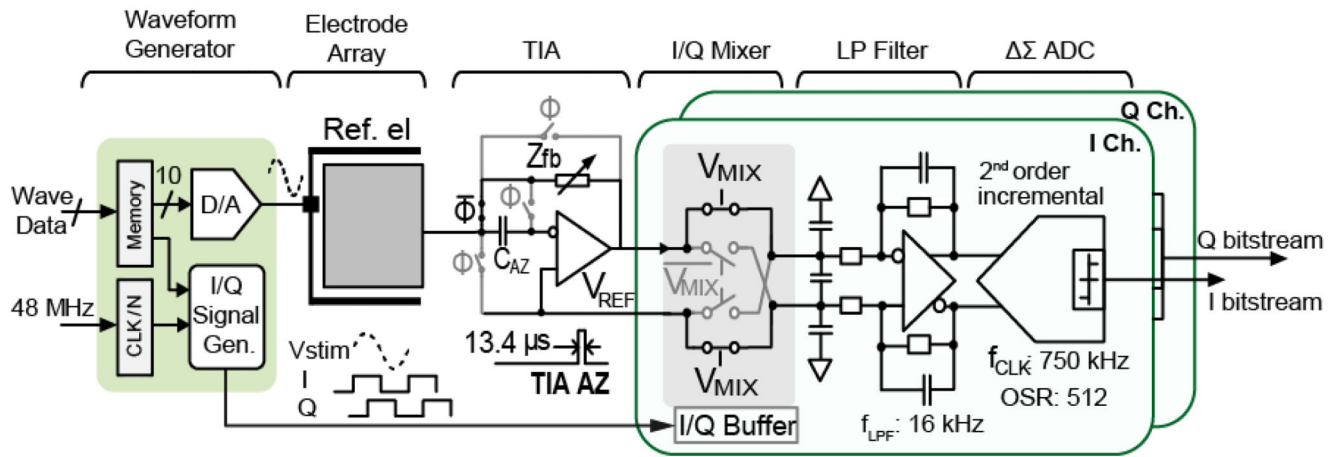 Waveform
Generator
Electrode
Array
TIA
I/Q Mixer
LP Filter
ΔΣ ADC
Q Ch.
I Ch.
Ref. el
Φ
Zfb
VMIX
2nd order
incremental
Wave
Data
Memory
10
D/A
Φ̅
Φ
Φ
CAZ
VREF
V̅M̅I̅X̅
Q bitstream
I bitstream
48 MHz
CLK/N
I/Q
Signal
Gen.
Vstim
I
Q
13.4 µs
TIA AZ
VMIX
I/Q Buffer
fLPF: 16 kHz
fCLK: 750 kHz
OSR: 512